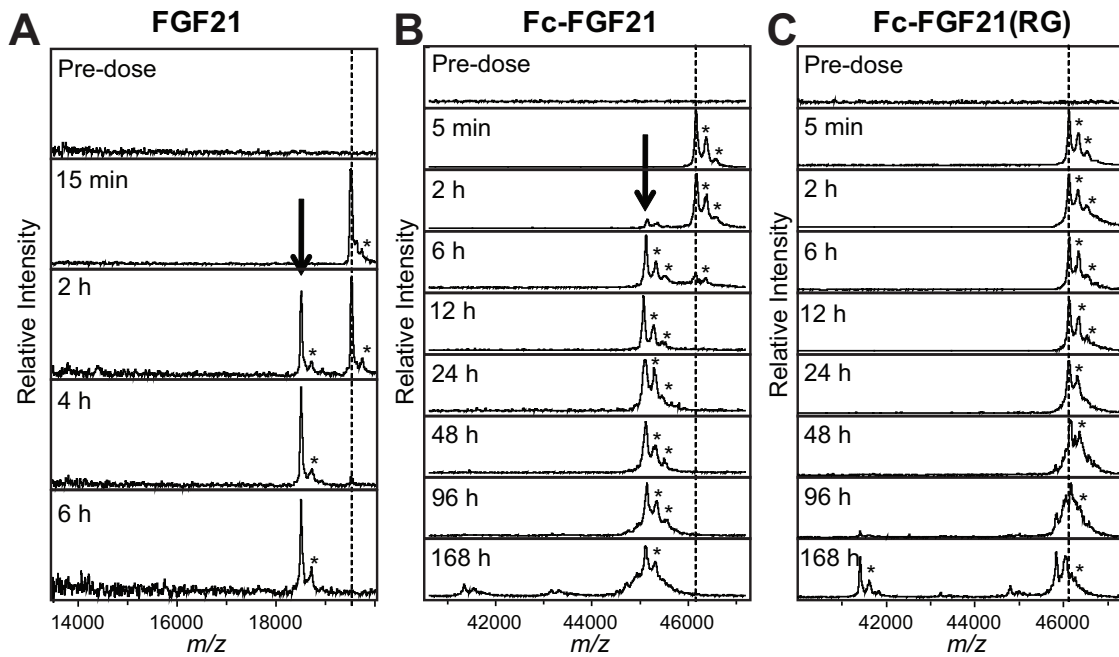 A FGF21
Pre-dose
15 min
*
2 h
*
*
4 h
*
6 h
*
14000 16000 18000
m/z
Relative Intensity
B Fc-FGF21
Pre-dose
5 min
*
*
2 h
*
*
6 h
*
*
*
12 h
*
*
24 h
*
*
48 h
*
*
96 h
*
*
168 h
*
42000 44000 46000
m/z
Relative Intensity
C Fc-FGF21(RG)
Pre-dose
5 min
*
*
2 h
*
*
6 h
*
*
12 h
*
*
24 h
*
48 h
*
96 h
*
168 h
*
*
42000 44000 46000
m/z
Relative Intensity